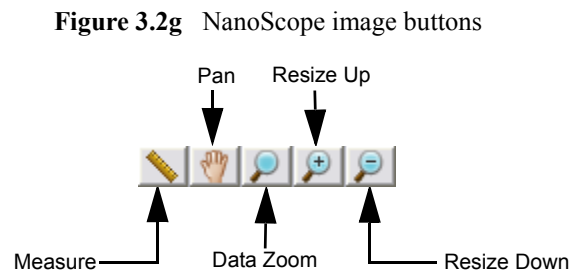 Figure 3.2g NanoScope image buttons
Pan Resize Up
Measure Data Zoom Resize Down